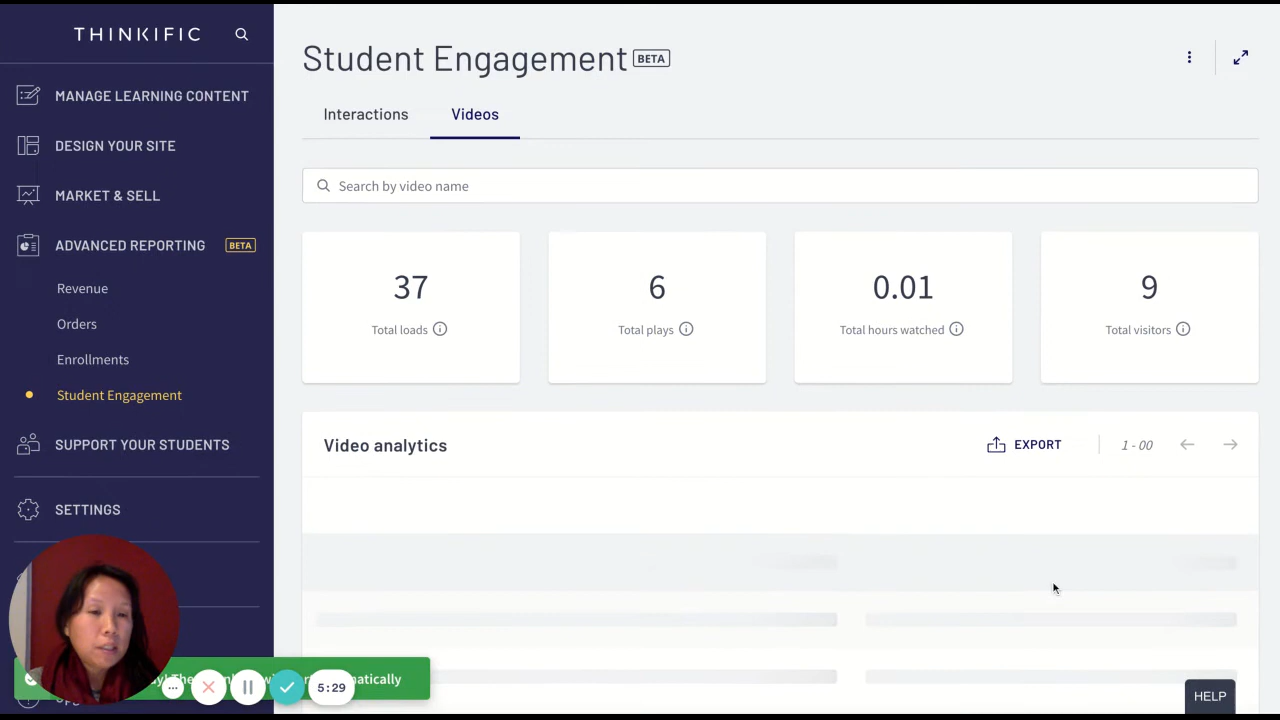 THINKIFIC
MANAGE LEARNING CONTENT
DESIGN YOUR SITE
MARKET & SELL
ADVANCED REPORTING BETA
Revenue
Orders
Enrollments
Student Engagement
SUPPORT YOUR STUDENTS
SETTINGS
5:29
Student Engagement BETA
Interactions Videos
Search by video name
37 6 0.01 9
Total loads Total plays Total hours watched Total visitors
Video analytics EXPORT 1 - 00
HELP